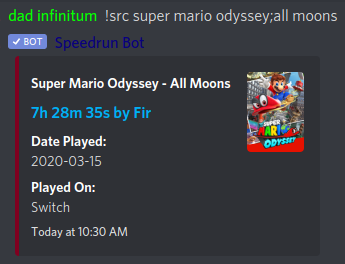 dad infinitum !src super mario odyssey;all moons
✓ BOT Speedrun Bot
Super Mario Odyssey - All Moons
7h 28m 35s by Fir
SUPER MARIO ODYSSEY
Date Played:
2020-03-15
Played On:
Switch
Today at 10:30 AM